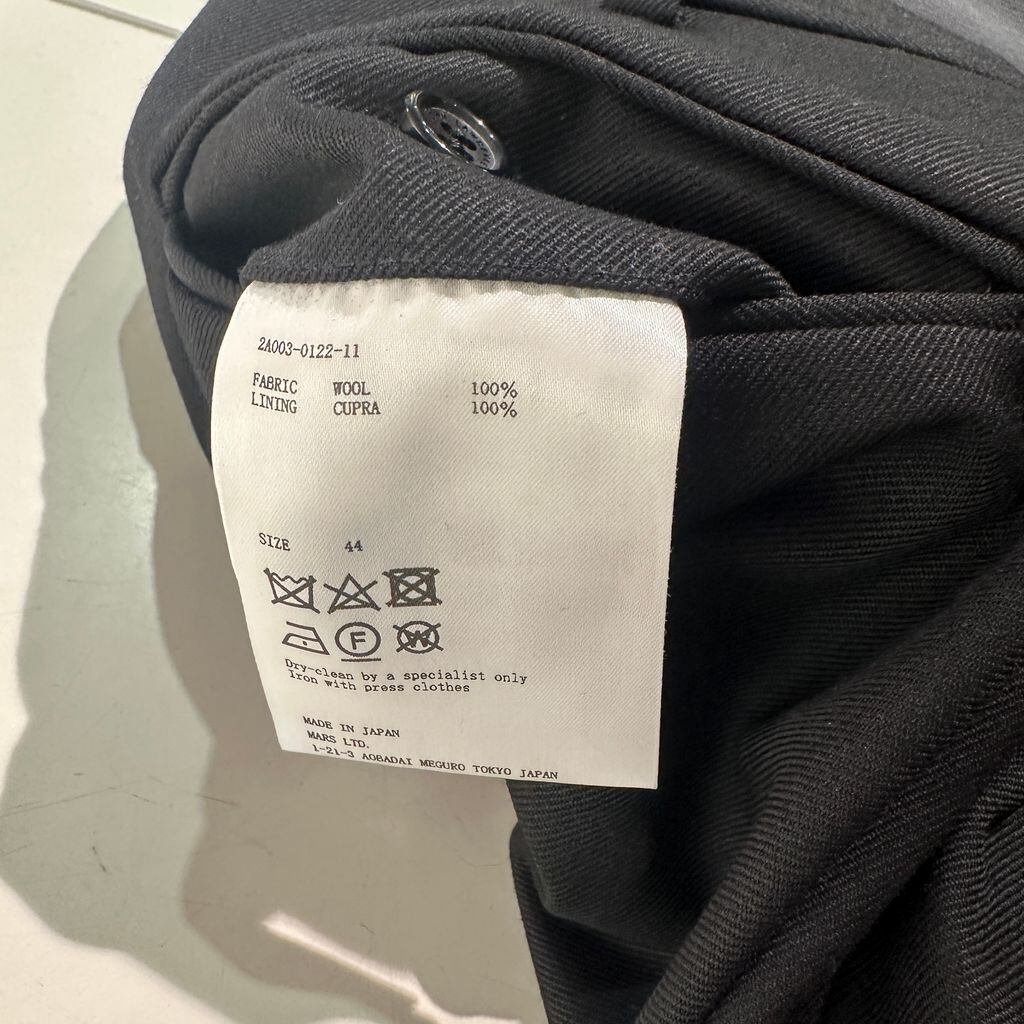 2A003-0122-11
FABRIC WOOL 100%
LINING CUPRA 100%
SIZE 44
F
W
Dry-clean by a specialist only
Iron with press clothes
MADE IN JAPAN
MARS LTD.
1-21-3 AOBADAI MEGURO TOKYO JAPAN